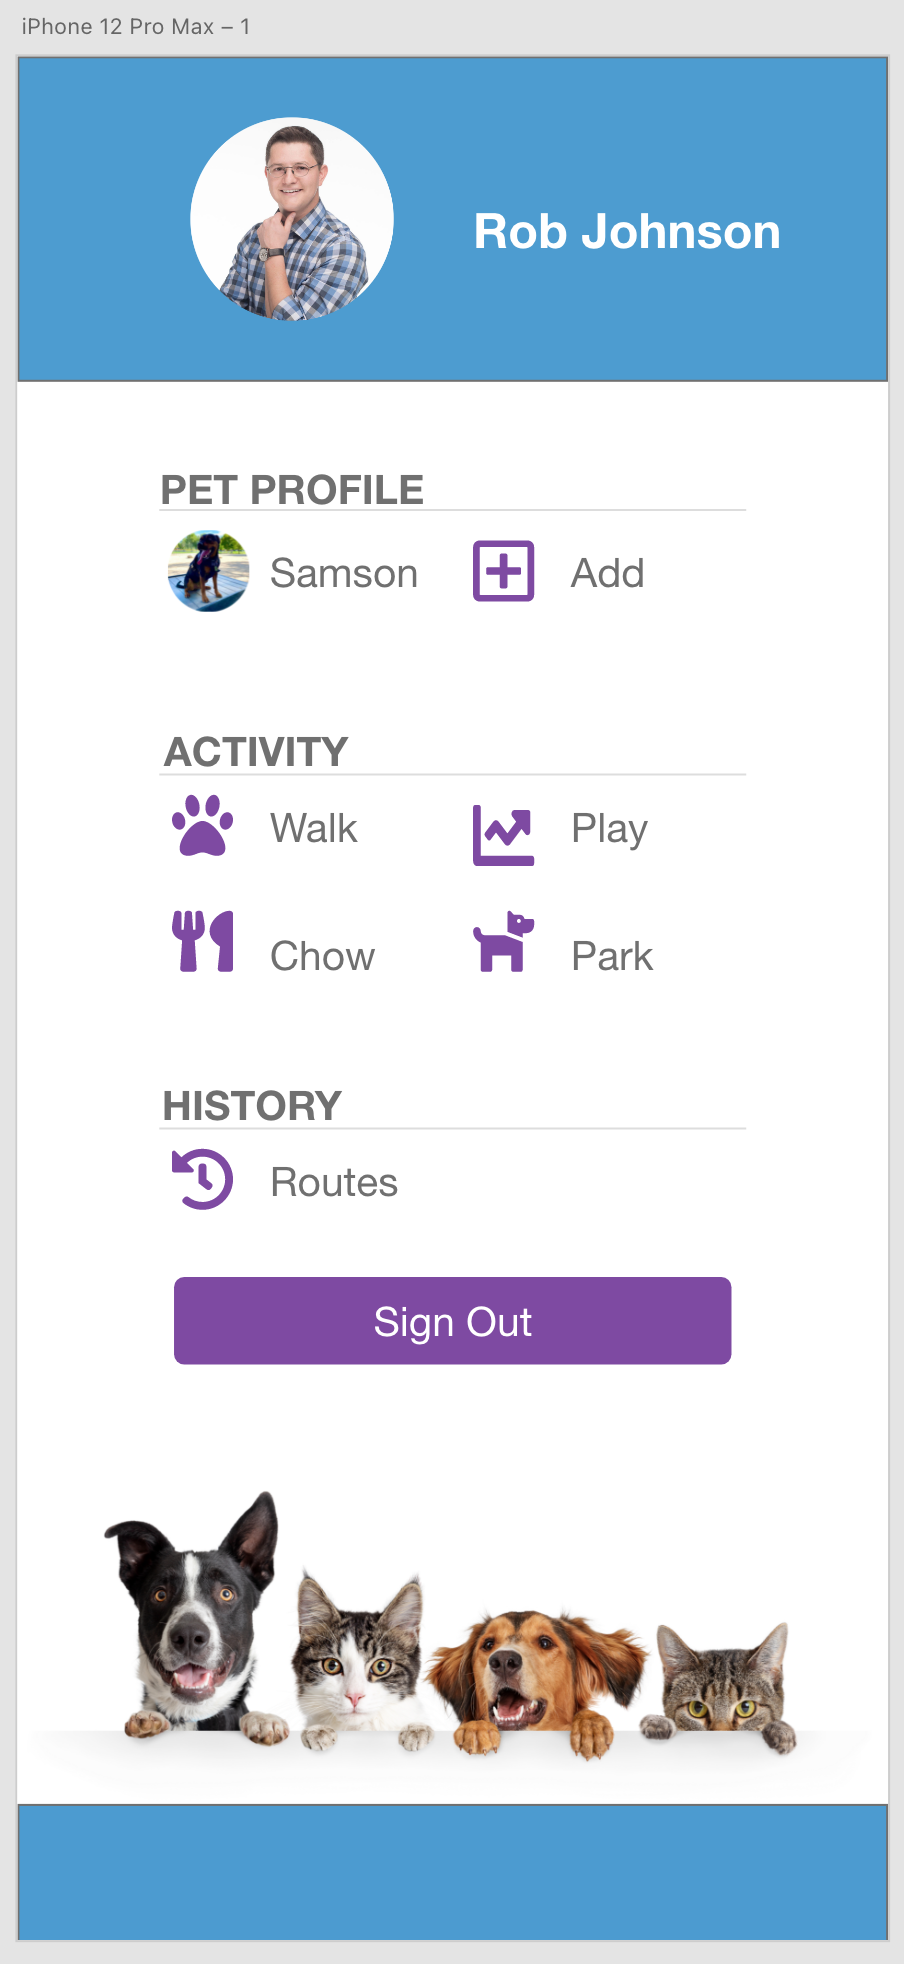 iPhone 12 Pro Max – 1
Rob Johnson
PET PROFILE
Samson Add
ACTIVITY
Walk Play
Chow Park
HISTORY
Routes
Sign Out